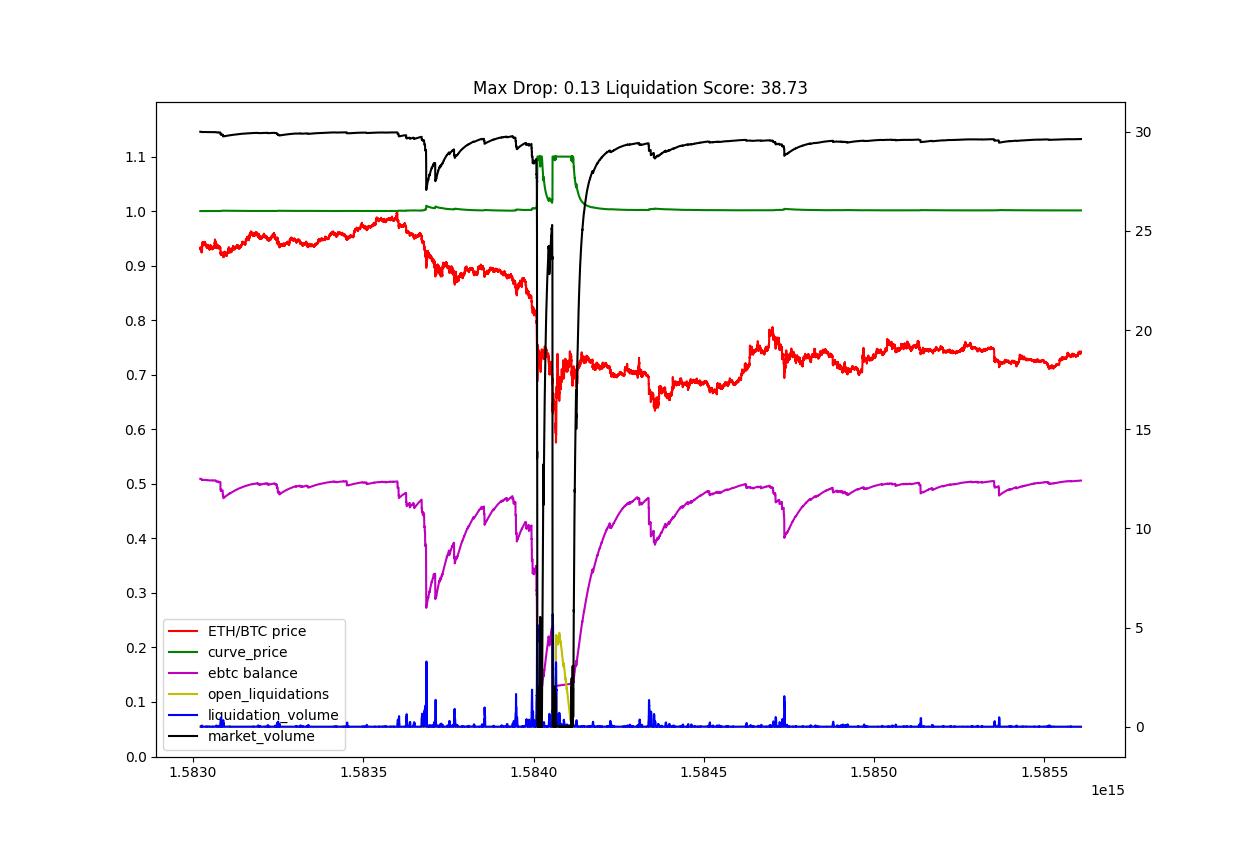 Max Drop: 0.13 Liquidation Score: 38.73
1.1
1.0
0.9
0.8
0.7
0.6
0.5
0.4
0.3
0.2
0.1
0.0
30
25
20
15
10
5
0
ETH/BTC price
curve_price
ebtc balance
open_liquidations
liquidation_volume
market_volume
1.5830 1.5835 1.5840 1.5845 1.5850 1.5855
1e15